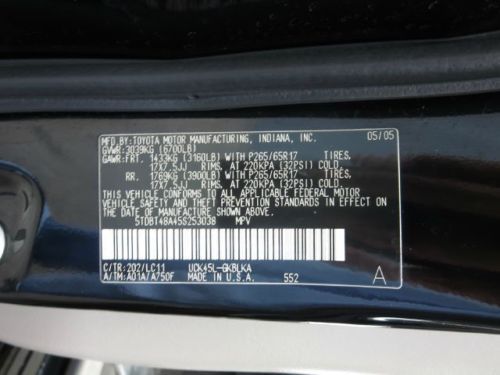 MFD.BY:TOYOTA MOTOR MANUFACTURING, INDIANA, INC. 05/05
GVWR:3039KG (6700LB)
GAWR:FRT. 1433KG (3160LB) WITH P265/65R17 TIRES,
17X7.5JJ RIMS, AT 220KPA (32PSI) COLD.
RR. 1769KG (3900LB) WITH P265/65R17 TIRES,
17X7.5JJ RIMS, AT 220KPA (32PSI) COLD.
THIS VEHICLE CONFORMS TO ALL APPLICABLE FEDERAL MOTOR
VEHICLE SAFETY AND THEFT PREVENTION STANDARDS IN EFFECT
ON THE DATE OF MANUFACTURE SHOWN ABOVE.
5TDBT48A45S253038 MPV
C/TR:202/LC11 UCK45L-GKBLKA
A/TM:A01A/A750F MADE IN U.S.A. 552 A